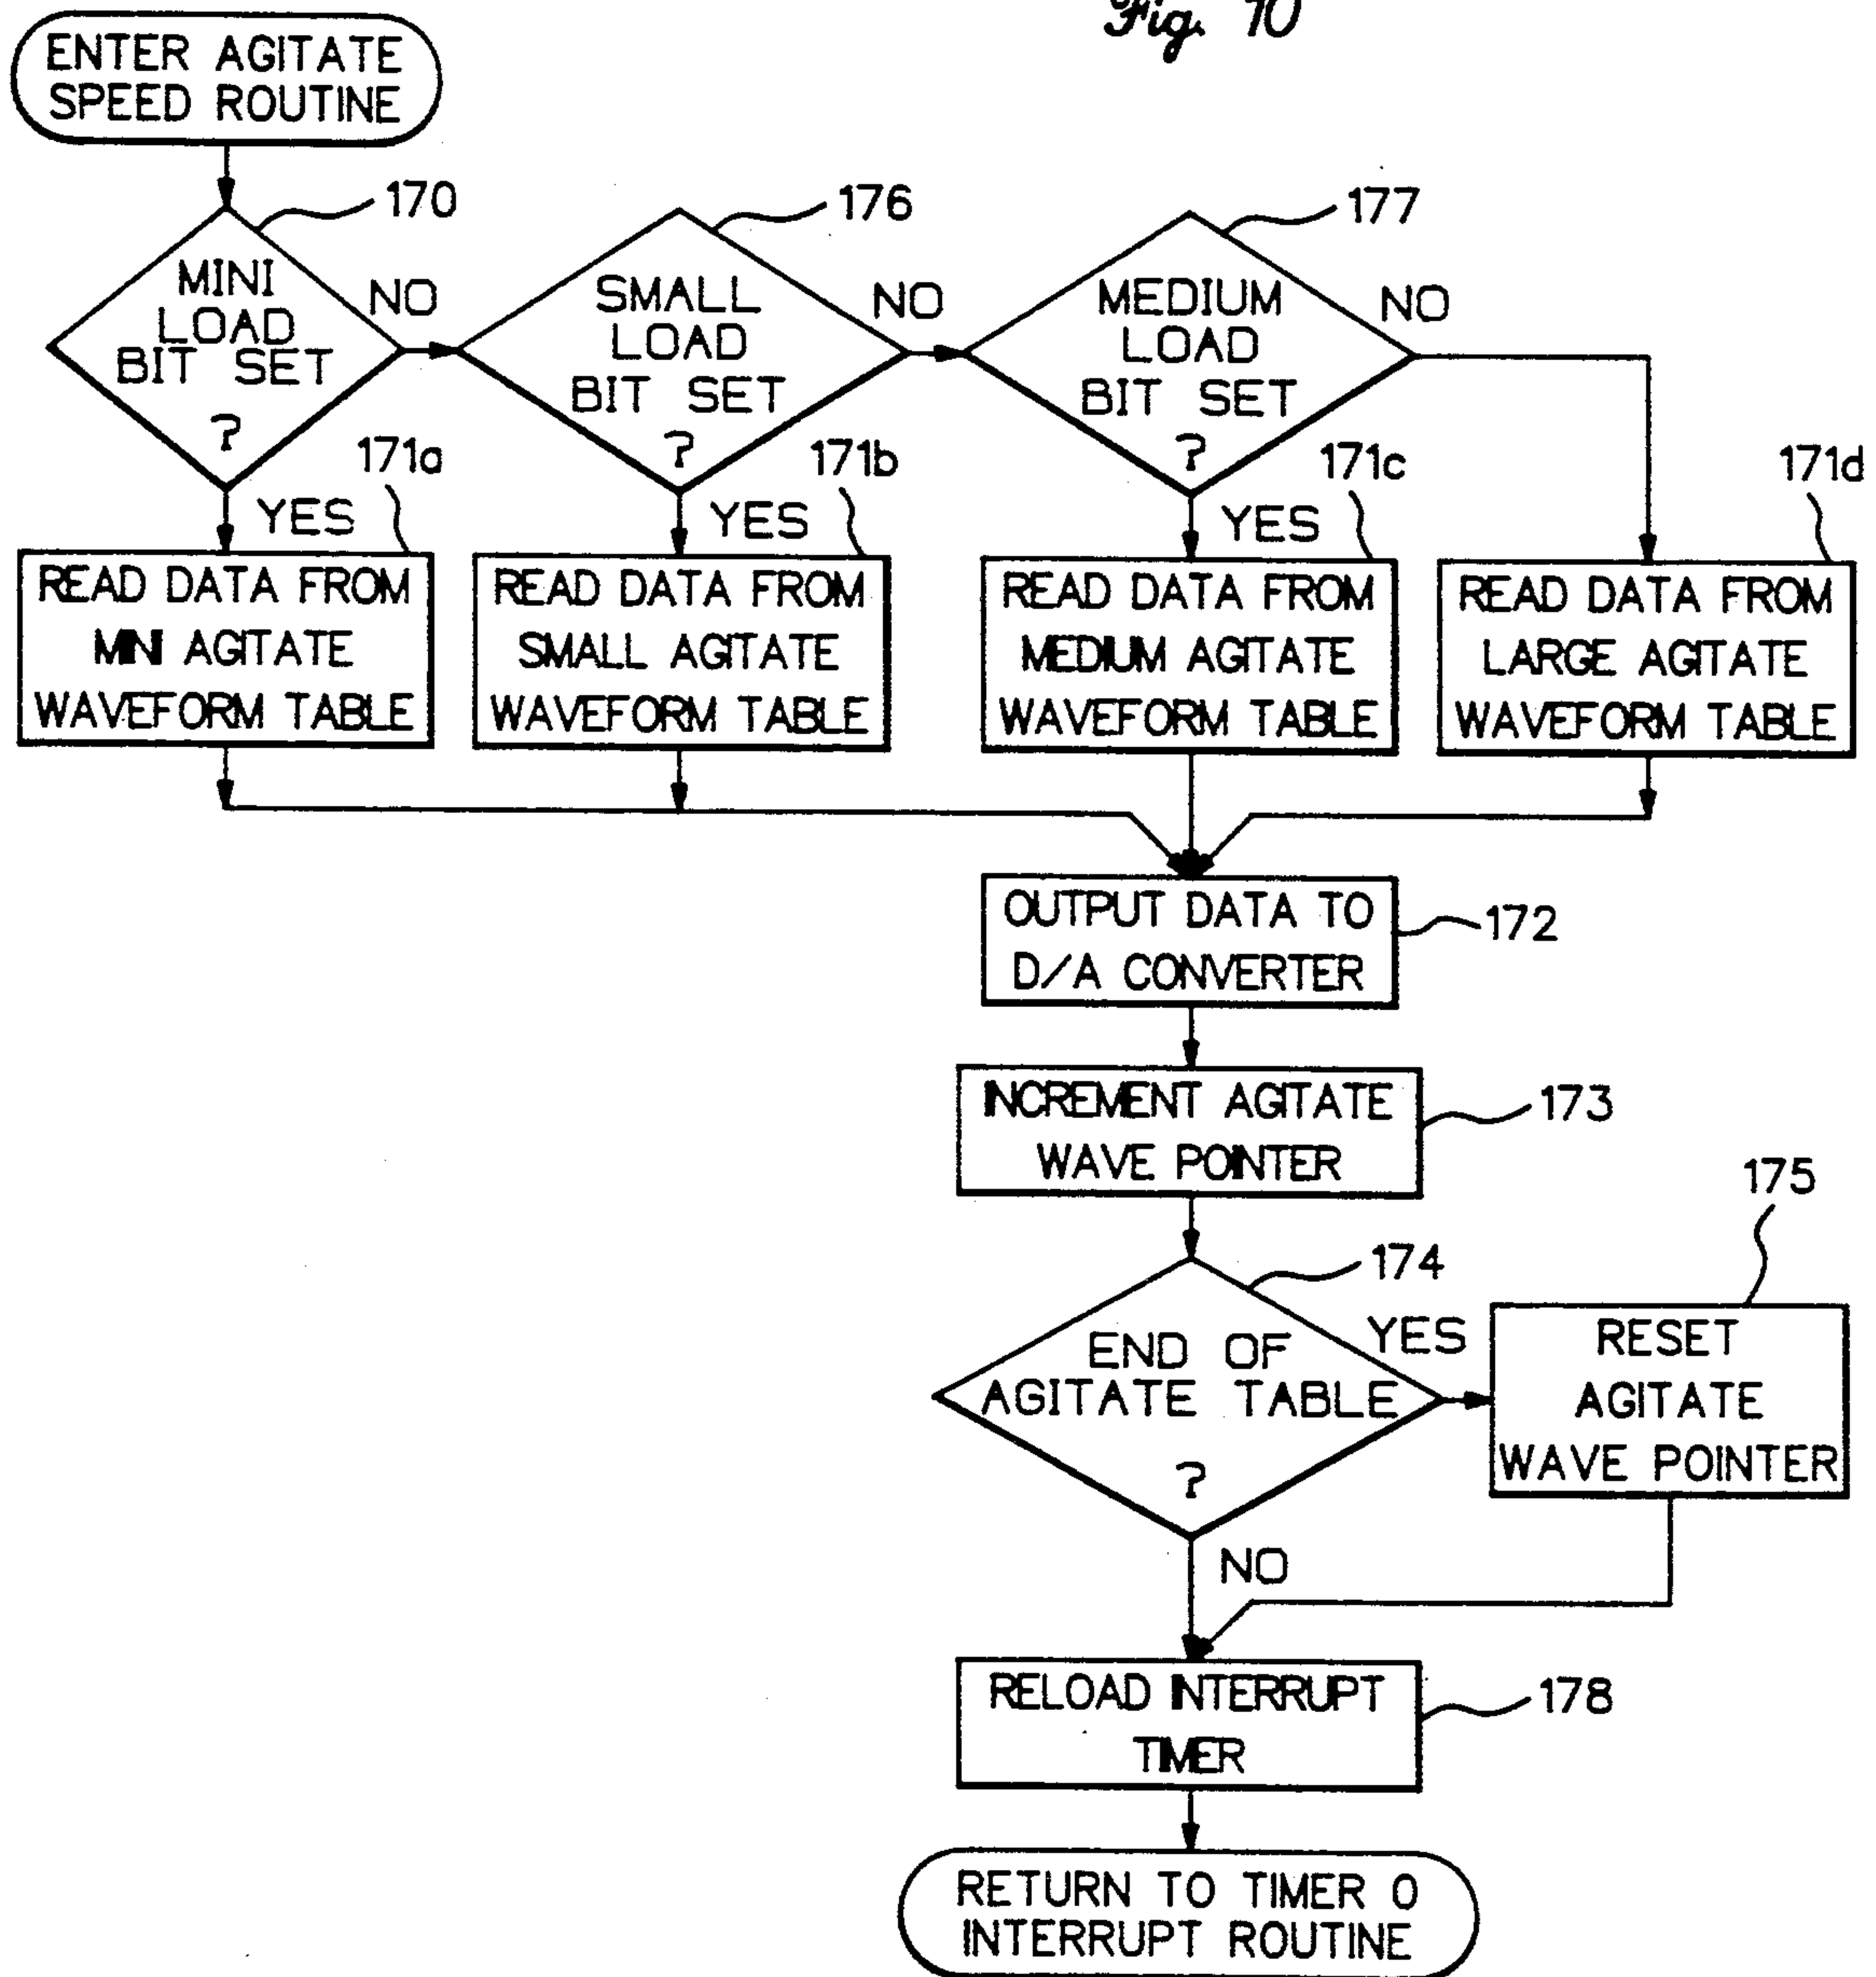 Fig. 10
ENTER AGITATE
SPEED ROUTINE
170
MINI
LOAD
BIT SET
?
NO
176
SMALL
LOAD
BIT SET
?
NO
177
MEDIUM
LOAD
BIT SET
?
NO
YES
171a
READ DATA FROM
MINI AGITATE
WAVEFORM TABLE
YES
171b
READ DATA FROM
SMALL AGITATE
WAVEFORM TABLE
YES
171c
READ DATA FROM
MEDIUM AGITATE
WAVEFORM TABLE
171d
READ DATA FROM
LARGE AGITATE
WAVEFORM TABLE
OUTPUT DATA TO
D/A CONVERTER
172
INCREMENT AGITATE
WAVE POINTER
173
174
END OF
AGITATE TABLE
?
YES
175
RESET
AGITATE
WAVE POINTER
NO
RELOAD INTERRUPT
TIMER
178
RETURN TO TIMER 0
INTERRUPT ROUTINE